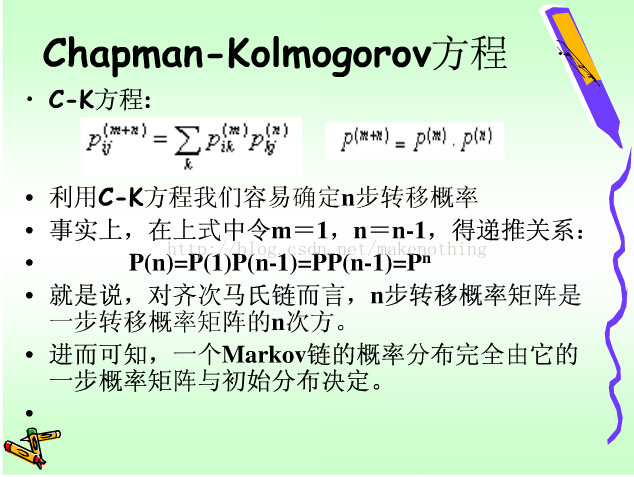 Chapman-Kolmogorov方程
• C-K方程:
p_{ij}^{(m+n)} = \sum_{k} p_{ik}^{(m)} p_{kj}^{(n)}
P^{(m+n)} = P^{(m)} \cdot P^{(n)}
• 利用C-K方程我们容易确定n步转移概率
• 事实上，在上式中令m＝1，n＝n-1，得递推关系：
http://blog.csdn.net/makenothing
• P(n)=P(1)P(n-1)=PP(n-1)=Pⁿ
• 就是说，对齐次马氏链而言，n步转移概率矩阵是
一步转移概率矩阵的n次方。
• 进而可知，一个Markov链的概率分布完全由它的
一步概率矩阵与初始分布决定。
•